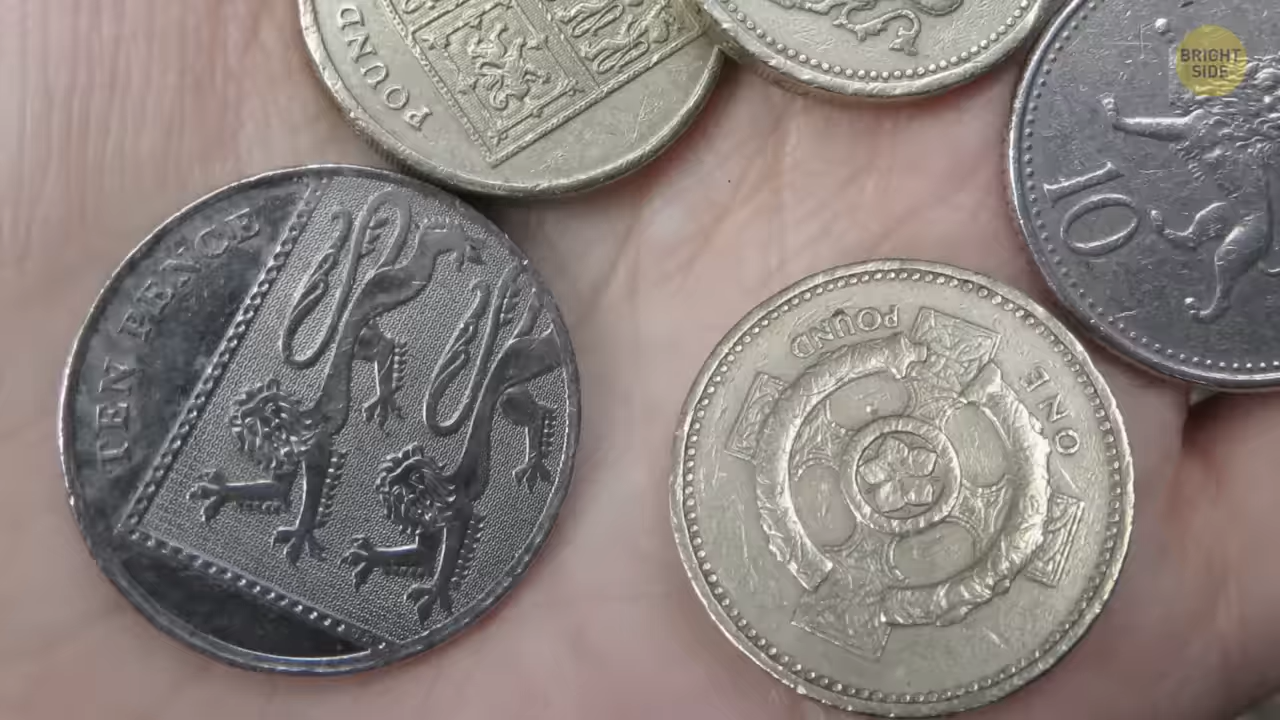 POUND
BRIGHT
SIDE
TEN PENCE
10
ONE
POUND